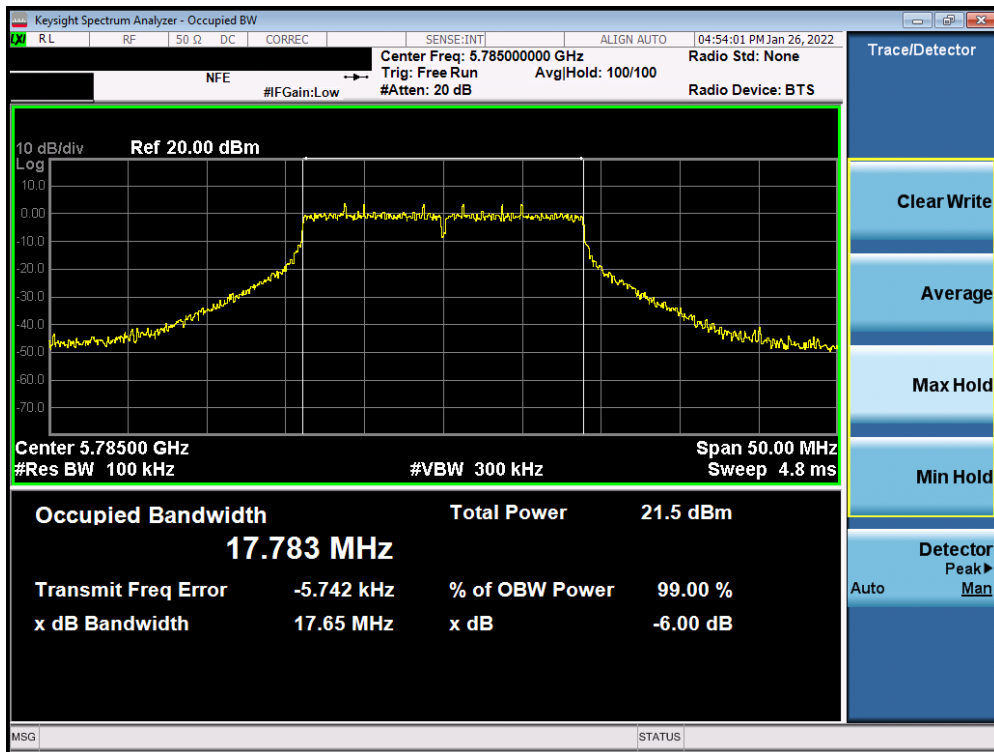 Keysight Spectrum Analyzer - Occupied BW
LXI RL RF 50 Ω DC CORREC SENSE:INT ALIGN AUTO 04:54:01 PM Jan 26, 2022
Center Freq: 5.785000000 GHz Radio Std: None
NFE Trig: Free Run Avg|Hold: 100/100
#IFGain:Low #Atten: 20 dB Radio Device: BTS
10 dB/div Ref 20.00 dBm
Log
10.0
0.00
-10.0
-20.0
-30.0
-40.0
-50.0
-60.0
-70.0
Center 5.78500 GHz Span 50.00 MHz
#Res BW 100 kHz #VBW 300 kHz Sweep 4.8 ms
Occupied Bandwidth Total Power 21.5 dBm
17.783 MHz
Transmit Freq Error -5.742 kHz % of OBW Power 99.00 %
x dB Bandwidth 17.65 MHz x dB -6.00 dB
MSG STATUS
Trace/Detector
Clear Write
Average
Max Hold
Min Hold
Detector
Peak▶
Auto Man